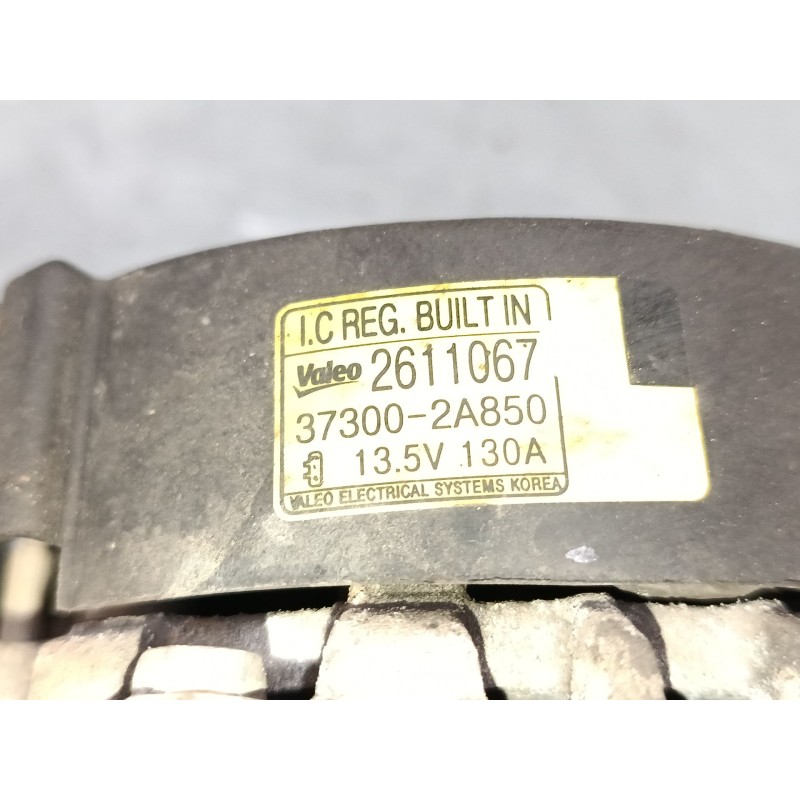 I.C REG. BUILT IN
Valeo 2611067
37300-2A850
13.5V 130A
VALEO ELECTRICAL SYSTEMS KOREA